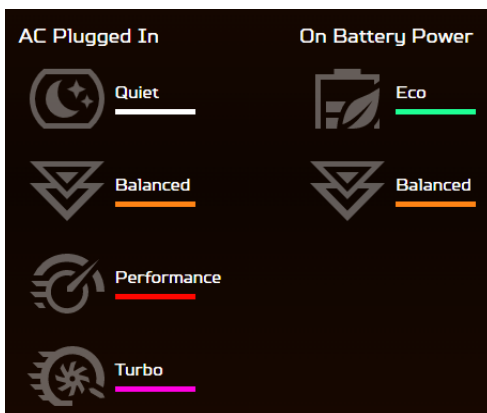 AC Plugged In On Battery Power
Quiet Eco
Balanced Balanced
Performance
Turbo